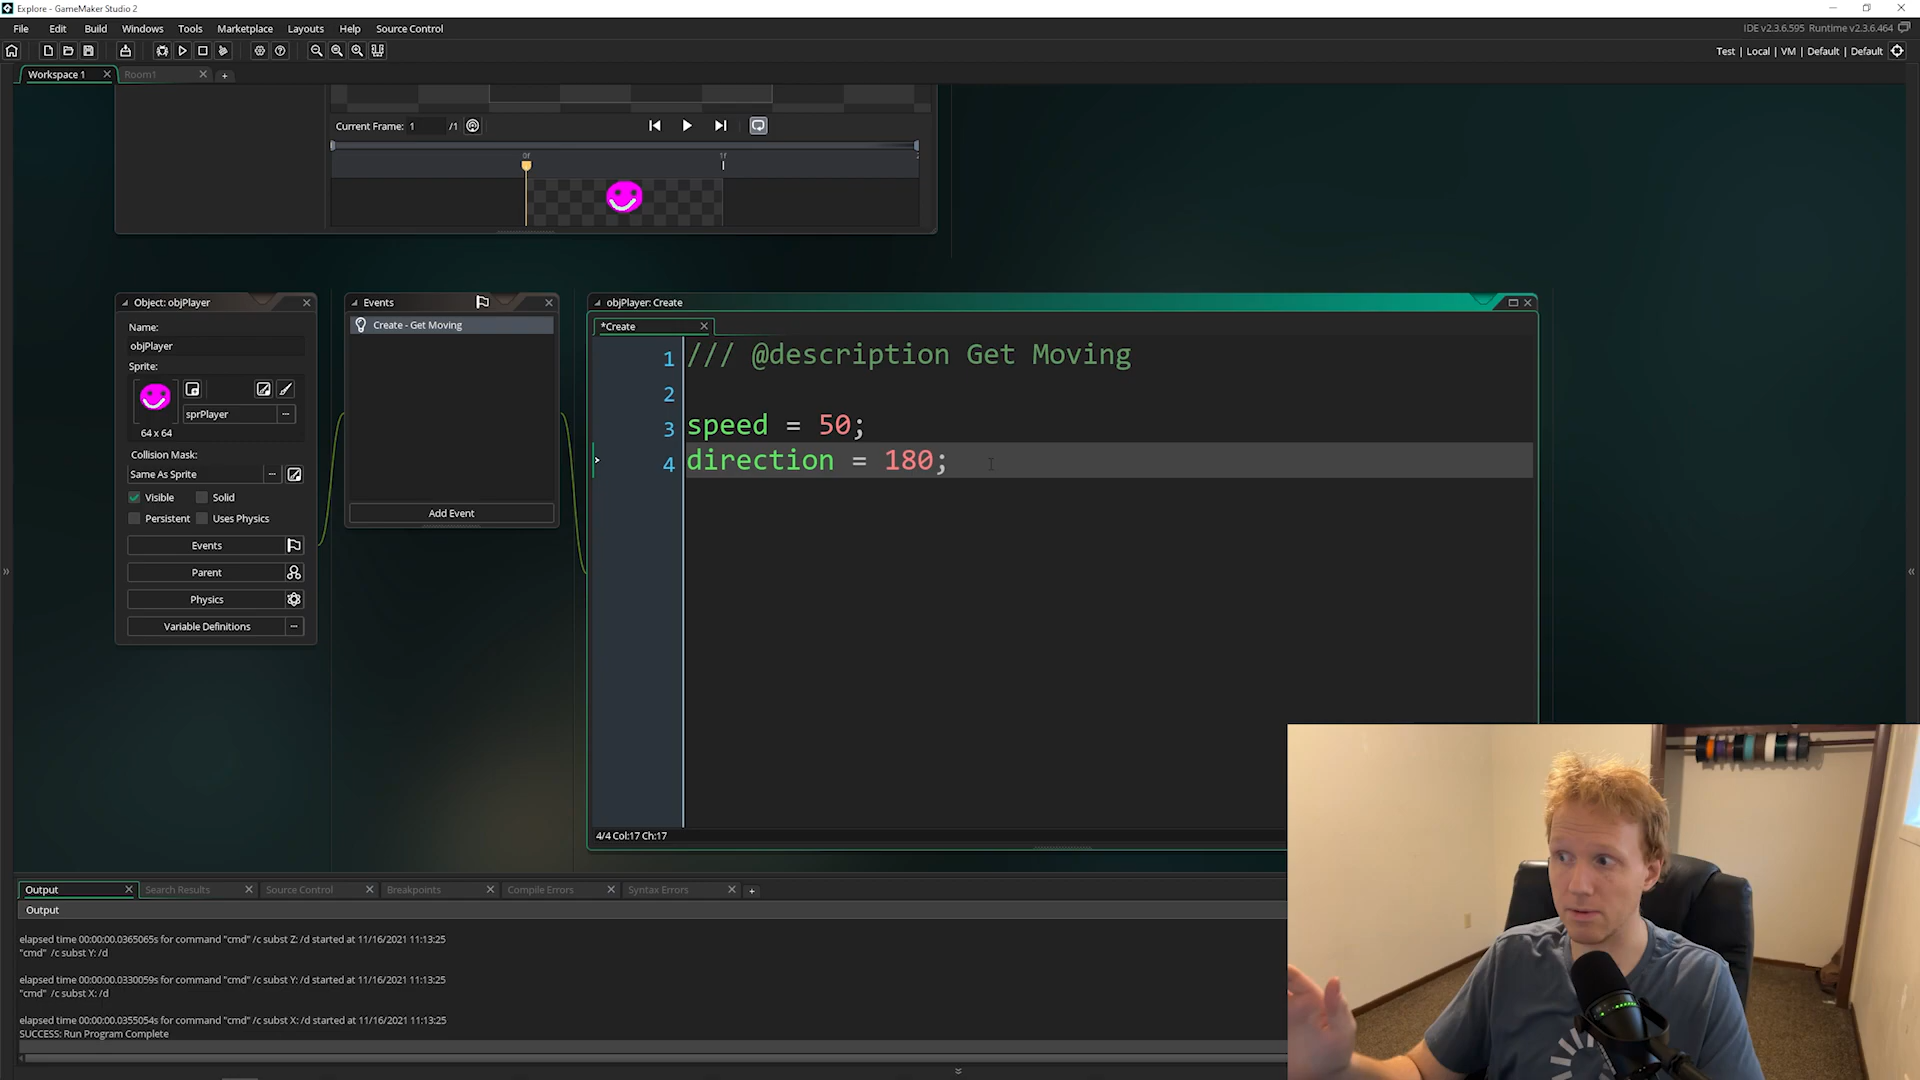 Explore - GameMaker Studio 2
File Edit Build Windows Tools Marketplace Layouts Help Source Control
IDE v2.3.6.595 Runtime v2.3.6.464
Test | Local | VM | Default | Default
Workspace 1
Room1
Current Frame: 1 /1
0f
1f
Object: objPlayer
Name:
objPlayer
Sprite:
sprPlayer
64 x 64
Collision Mask:
Same As Sprite
Visible
Solid
Persistent
Uses Physics
Events
Parent
Physics
Variable Definitions
Events
Create - Get Moving
Add Event
objPlayer: Create
*Create
1 /// @description Get Moving
2
3 speed = 50;
4 direction = 180;
4/4 Col:17 Ch:17
Output
Search Results
Source Control
Breakpoints
Compile Errors
Syntax Errors
Output
elapsed time 00:00:00.0365065s for command "cmd" /c subst Z: /d started at 11/16/2021 11:13:25
"cmd" /c subst Y: /d
elapsed time 00:00:00.0330059s for command "cmd" /c subst Y: /d started at 11/16/2021 11:13:25
"cmd" /c subst X: /d
elapsed time 00:00:00.0355054s for command "cmd" /c subst X: /d started at 11/16/2021 11:13:25
SUCCESS: Run Program Complete